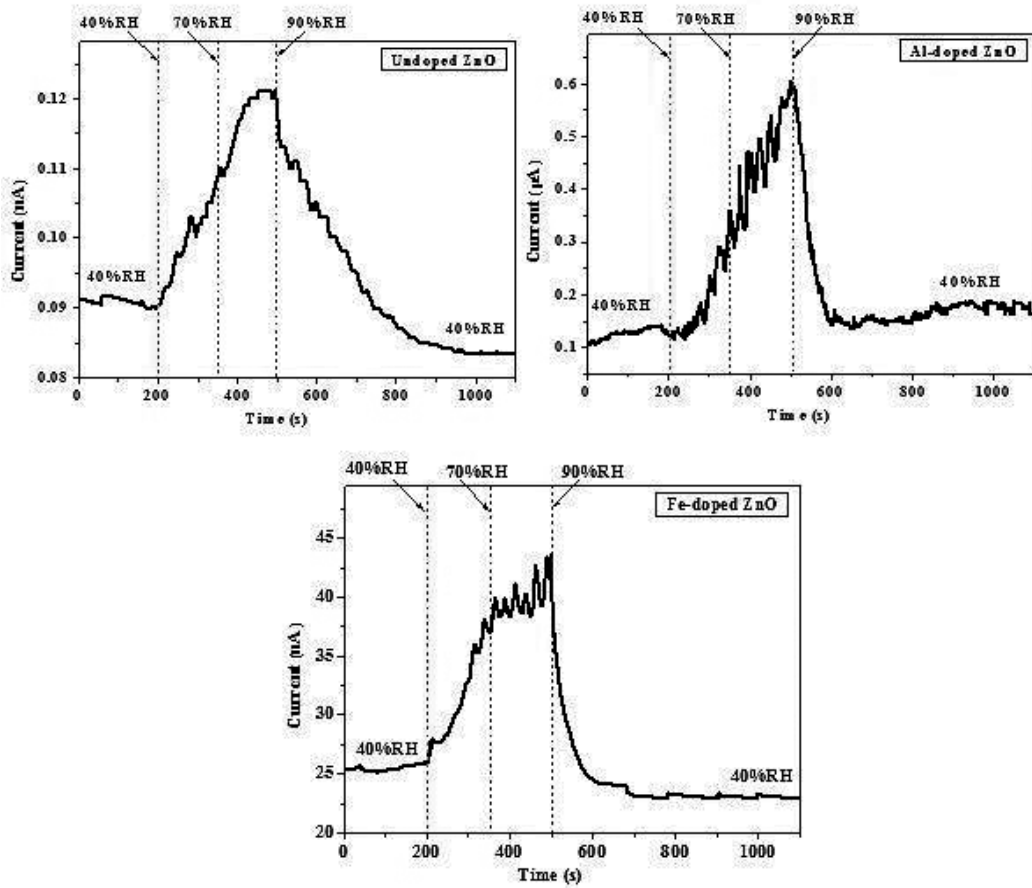 40%RH 70%RH 90%RH
Undoped ZnO
0.12
0.11
0.10
0.09
0.08
Current (nA)
40%RH
40%RH
0 200 400 600 800 1000
Time (s)
40%RH 70%RH 90%RH
Al-doped ZnO
0.6
0.5
0.4
0.3
0.2
0.1
Current (µA)
40%RH
40%RH
0 200 400 600 800 1000
Time (s)
40%RH 70%RH 90%RH
Fe-doped ZnO
45
40
35
30
25
20
Current (nA)
40%RH
40%RH
0 200 400 600 800 1000
Time (s)